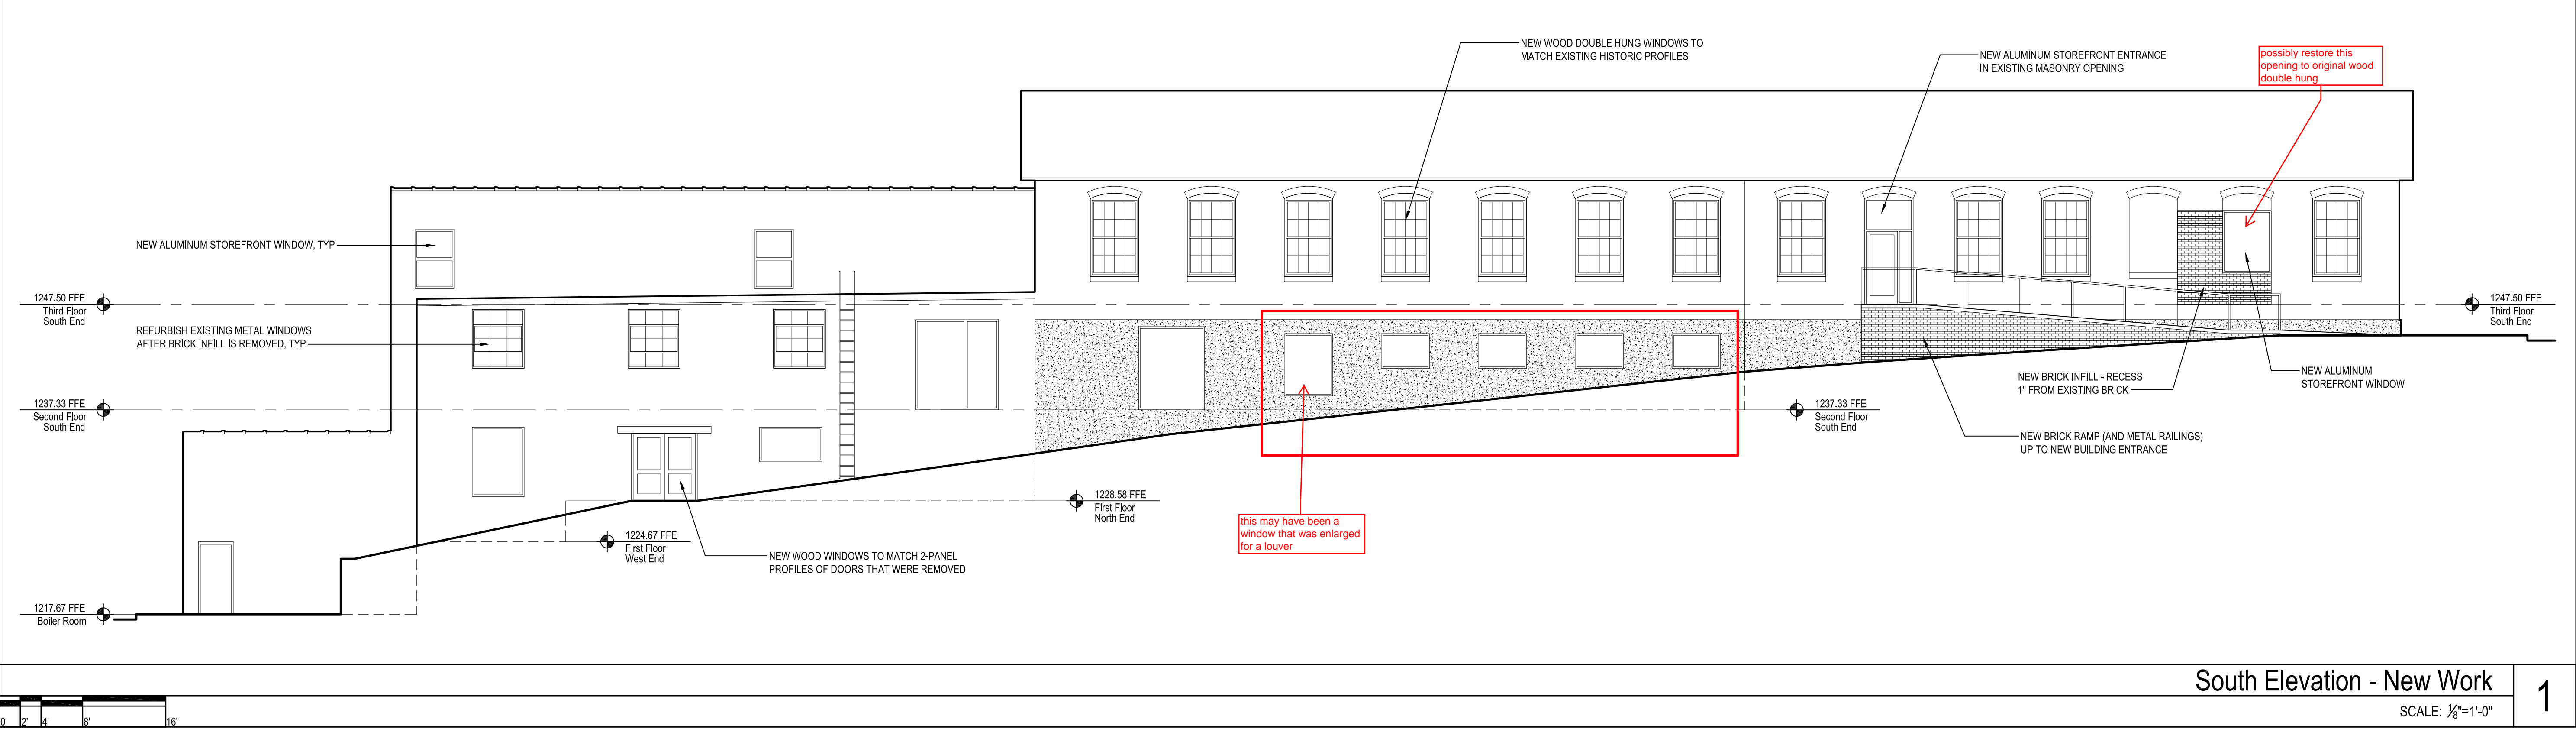 NEW WOOD DOUBLE HUNG WINDOWS TO
MATCH EXISTING HISTORIC PROFILES
NEW ALUMINUM STOREFRONT ENTRANCE
IN EXISTING MASONRY OPENING
possibly restore this
opening to original wood
double hung
NEW ALUMINUM STOREFRONT WINDOW, TYP
1247.50 FFE
Third Floor
South End
REFURBISH EXISTING METAL WINDOWS
AFTER BRICK INFILL IS REMOVED, TYP
1247.50 FFE
Third Floor
South End
NEW ALUMINUM
STOREFRONT WINDOW
NEW BRICK INFILL - RECESS
1" FROM EXISTING BRICK
1237.33 FFE
Second Floor
South End
1237.33 FFE
Second Floor
South End
NEW BRICK RAMP (AND METAL RAILINGS)
UP TO NEW BUILDING ENTRANCE
1228.58 FFE
First Floor
North End
this may have been a
window that was enlarged
for a louver
1224.67 FFE
First Floor
West End
NEW WOOD WINDOWS TO MATCH 2-PANEL
PROFILES OF DOORS THAT WERE REMOVED
1217.67 FFE
Boiler Room
South Elevation - New Work
1
SCALE: 1/8"=1'-0"
0 2' 4' 8' 16'